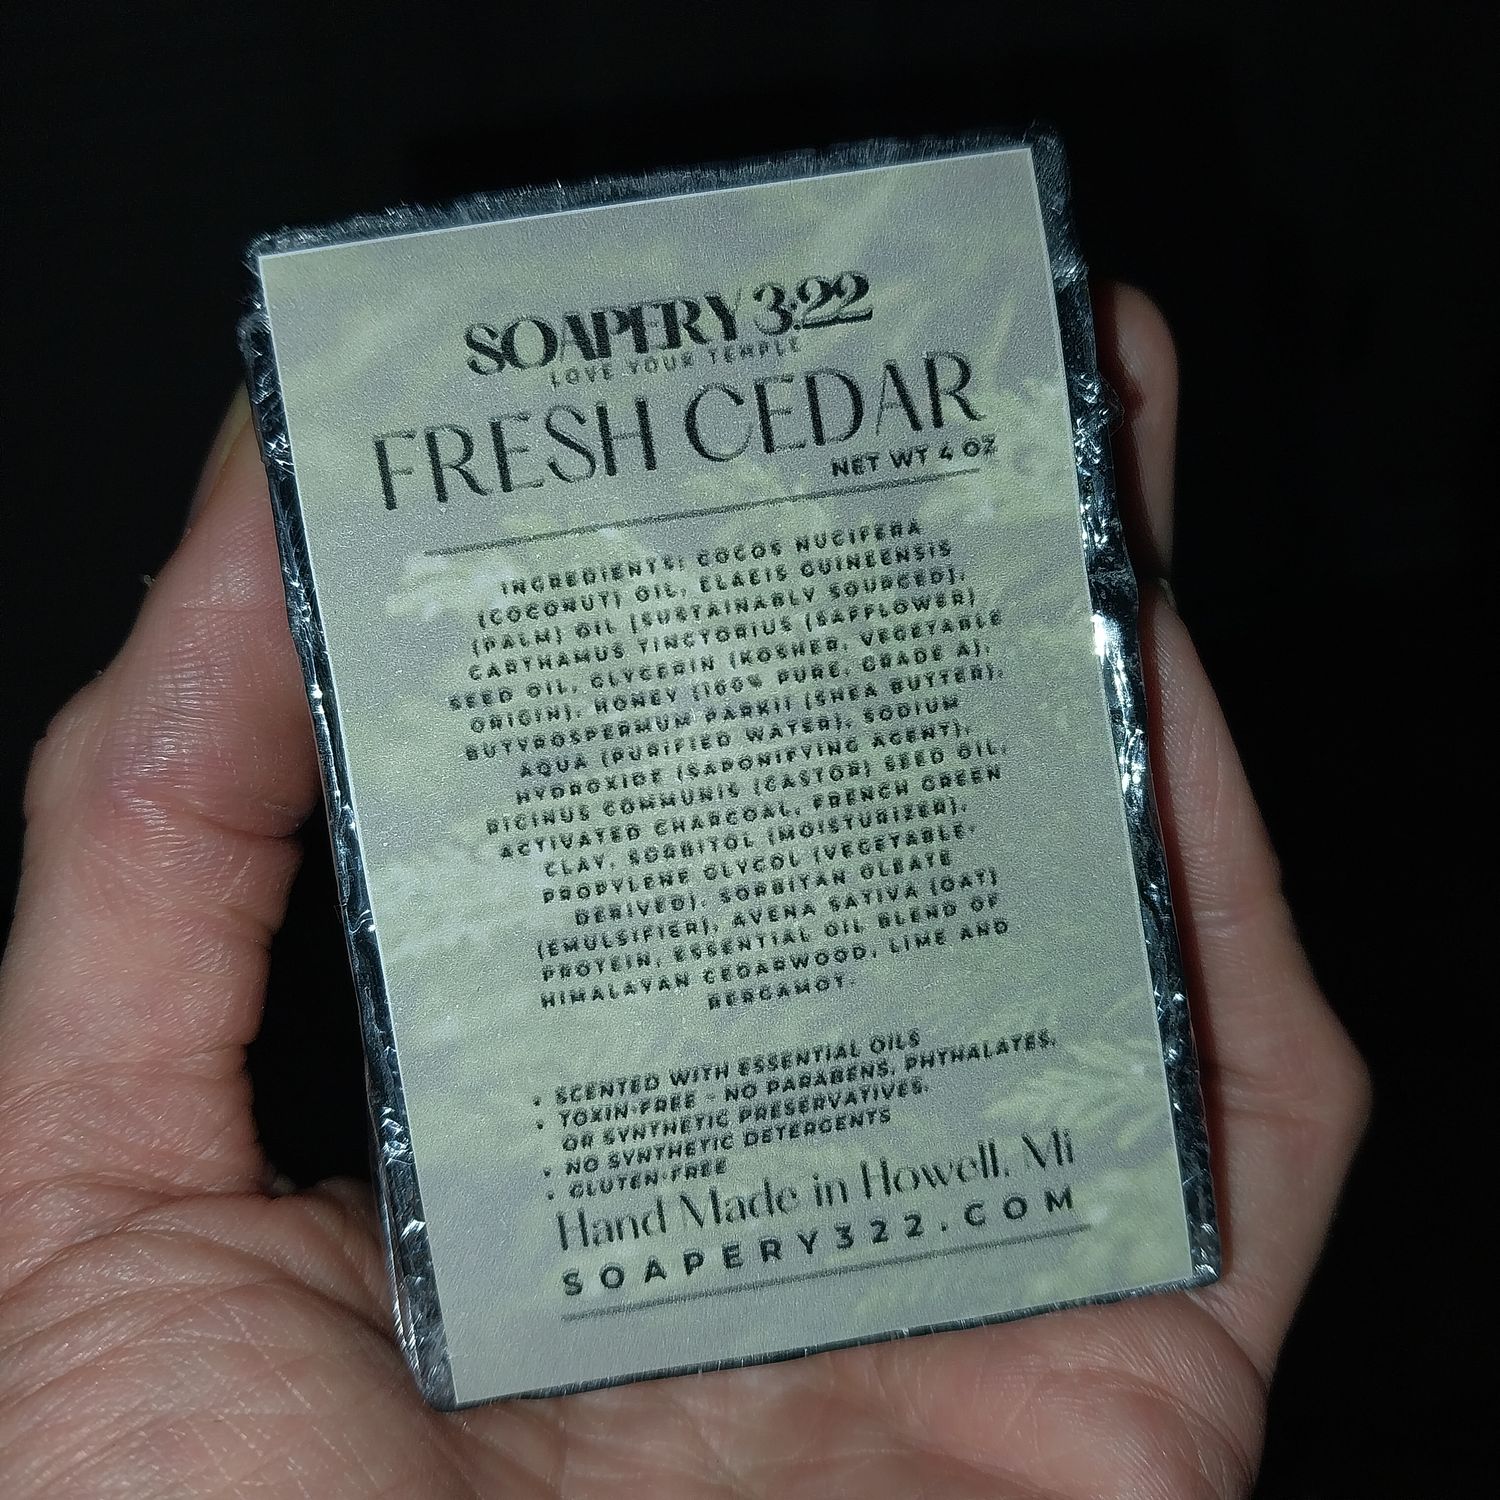 SOAPERY 3:22
LOVE YOUR TEMPLE
FRESH CEDAR
NET WT 4 OZ
INGREDIENTS: COCOS NUCIFERA
(COCONUT) OIL, ELAEIS GUINEENSIS
(PALM) OIL [SUSTAINABLY SOURCED],
CARTHAMUS TINCTORIUS (SAFFLOWER)
SEED OIL, GLYCERIN (KOSHER, VEGETABLE
ORIGIN), HONEY (100% PURE, GRADE A),
BUTYROSPERMUM PARKII (SHEA BUTTER),
AQUA (PURIFIED WATER), SODIUM
HYDROXIDE (SAPONIFYING AGENT),
RICINUS COMMUNIS (CASTOR) SEED OIL,
ACTIVATED CHARCOAL, FRENCH GREEN
CLAY, SORBITOL (MOISTURIZER),
PROPYLENE GLYCOL (VEGETABLE-
DERIVED), SORBITAN OLEATE
(EMULSIFIER), AVENA SATIVA (OAT)
PROTEIN, ESSENTIAL OIL BLEND OF
HIMALAYAN CEDARWOOD, LIME AND
BERGAMOT.
• SCENTED WITH ESSENTIAL OILS
• TOXIN-FREE - NO PARABENS, PHTHALATES,
OR SYNTHETIC PRESERVATIVES.
• NO SYNTHETIC DETERGENTS
• GLUTEN-FREE
Hand Made in Howell, Mi
SOAPERY322.COM